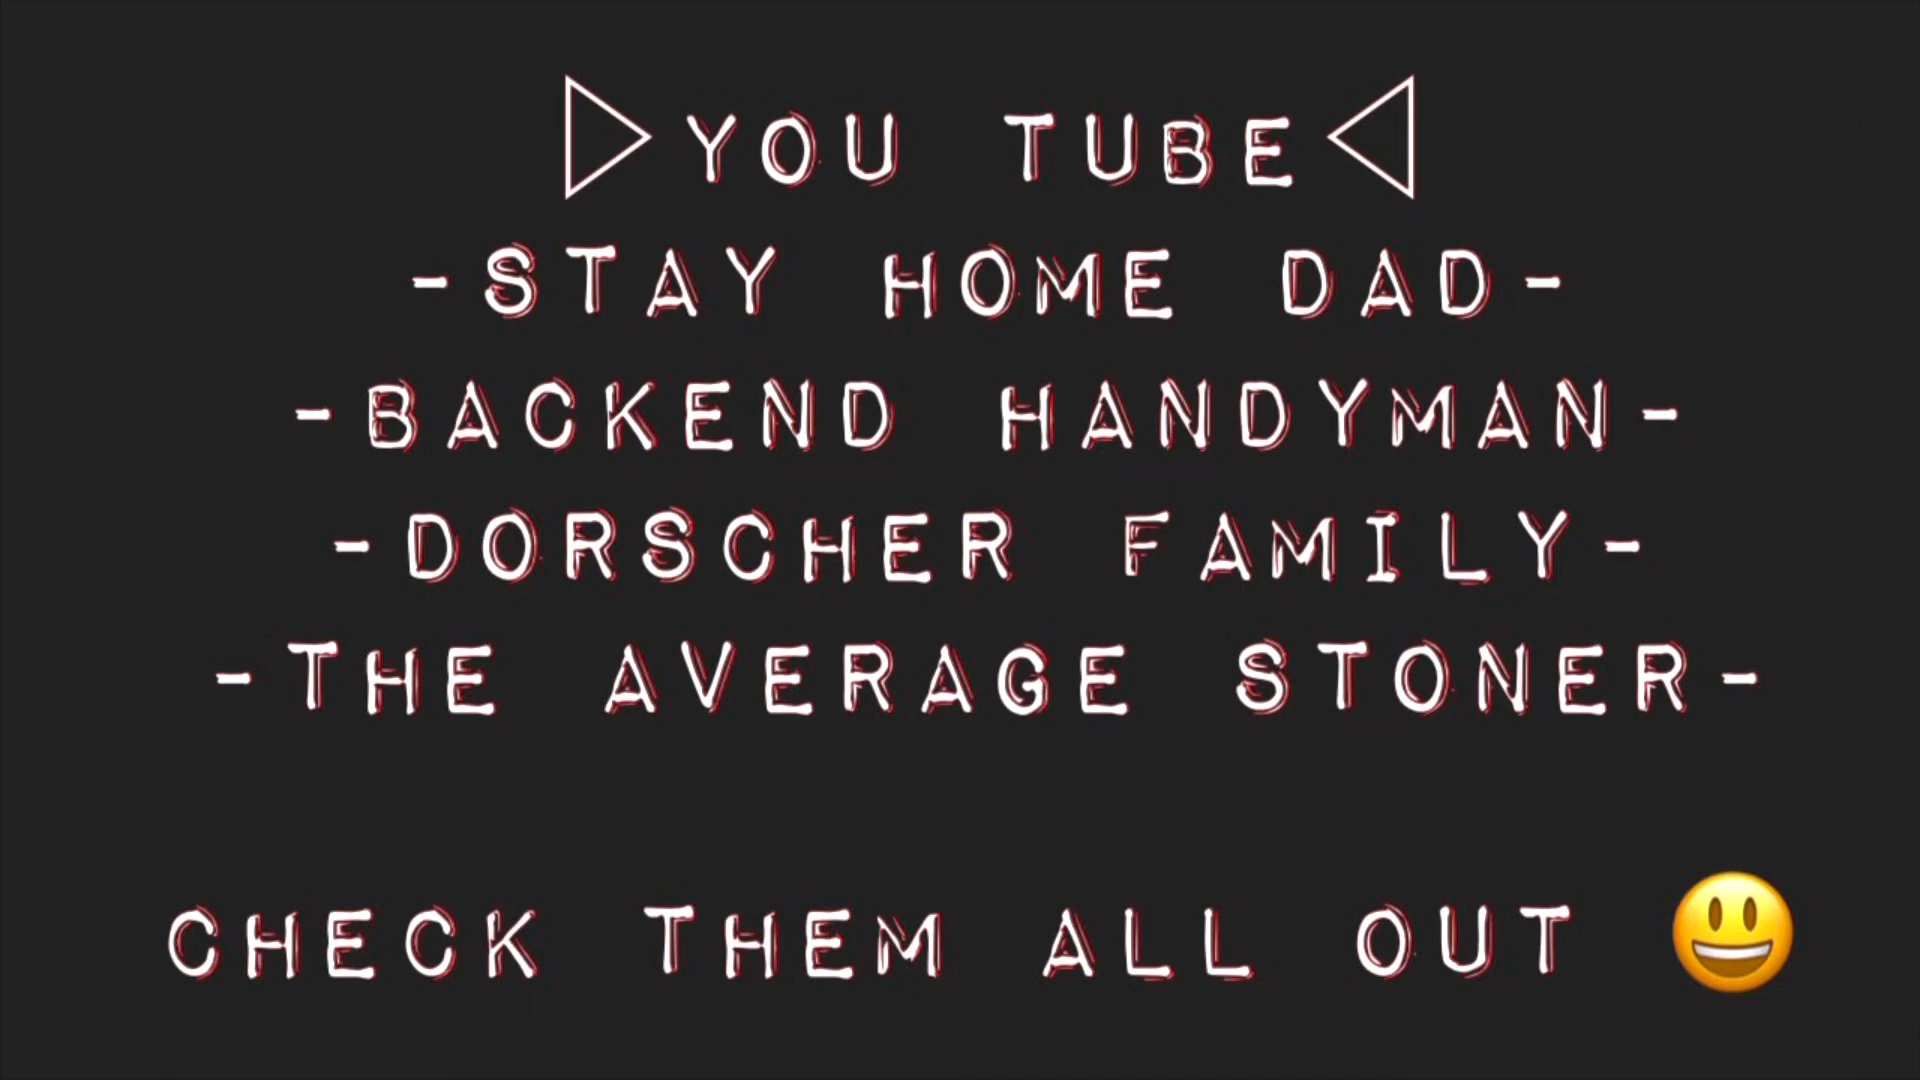 ▷YOU TUBE◁
-STAY HOME DAD-
-BACKEND HANDYMAN-
-DORSCHER FAMILY-
-THE AVERAGE STONER-
CHECK THEM ALL OUT 😃